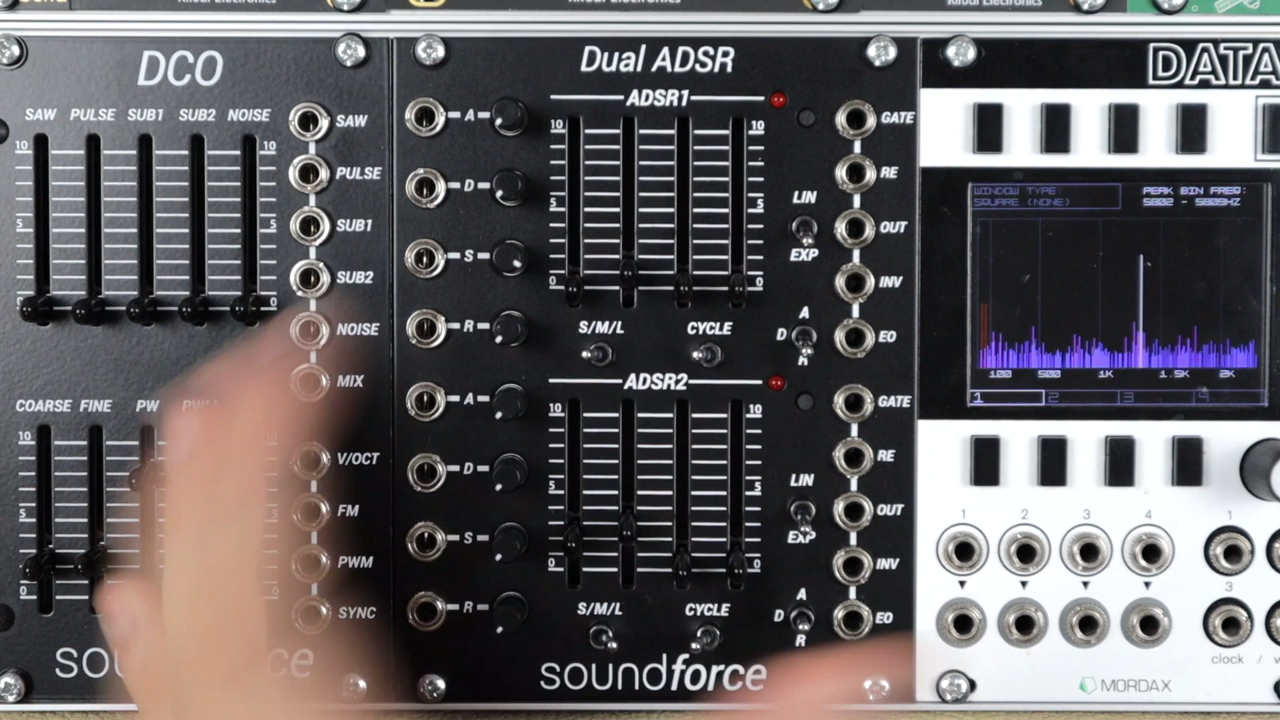 DCO
SAW PULSE SUB1 SUB2 NOISE
10 10
5 5
0 0
SAW
PULSE
SUB1
SUB2
NOISE
MIX
COARSE FINE PW PWM
10
5
0
V/OCT
FM
PWM
SYNC
Dual ADSR
ADSR1
A
D
S
R
10 10
5 5
0 0
S/M/L CYCLE
LIN
EXP
A
D
R
GATE
RE
OUT
INV
EO
ADSR2
A
D
S
R
10 10
5 5
0 0
S/M/L CYCLE
LIN
EXP
A
D
R
GATE
RE
OUT
INV
EO
soundforce
DATA
WINDOW TYPE:
SQUARE (NONE)
PEAK BIN FREQ:
5802 - 5809HZ
100 500 1K 1.5K 2K
1 2 3 4
1 2 3 4
1
3
clock /
MORDAX